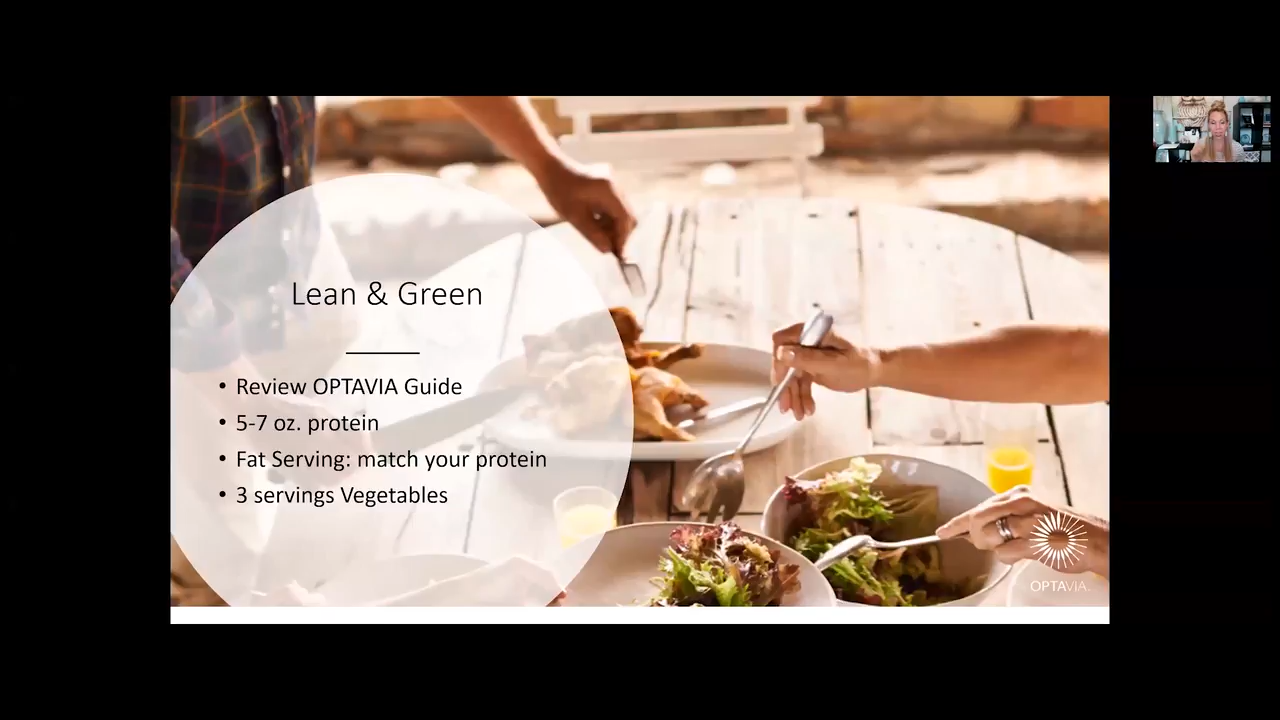 Lean & Green
• Review OPTAVIA Guide
• 5-7 oz. protein
• Fat Serving: match your protein
• 3 servings Vegetables
OPTAVIA